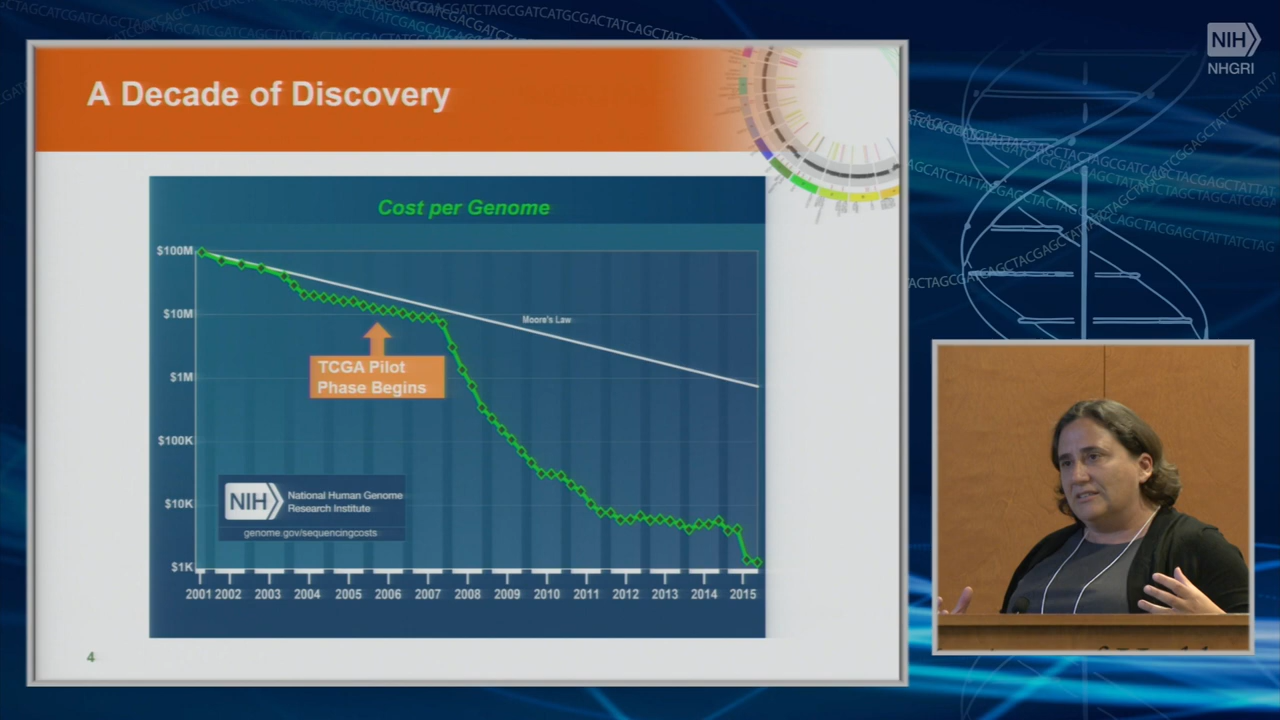 NIH
NHGRI
A Decade of Discovery
Cost per Genome
$100M
$10M
$1M
$100K
$10K
$1K
Moore's Law
TCGA Pilot
Phase Begins
NIH
National Human Genome
Research Institute
genome.gov/sequencingcosts
2001 2002 2003 2004 2005 2006 2007 2008 2009 2010 2011 2012 2013 2014 2015
4